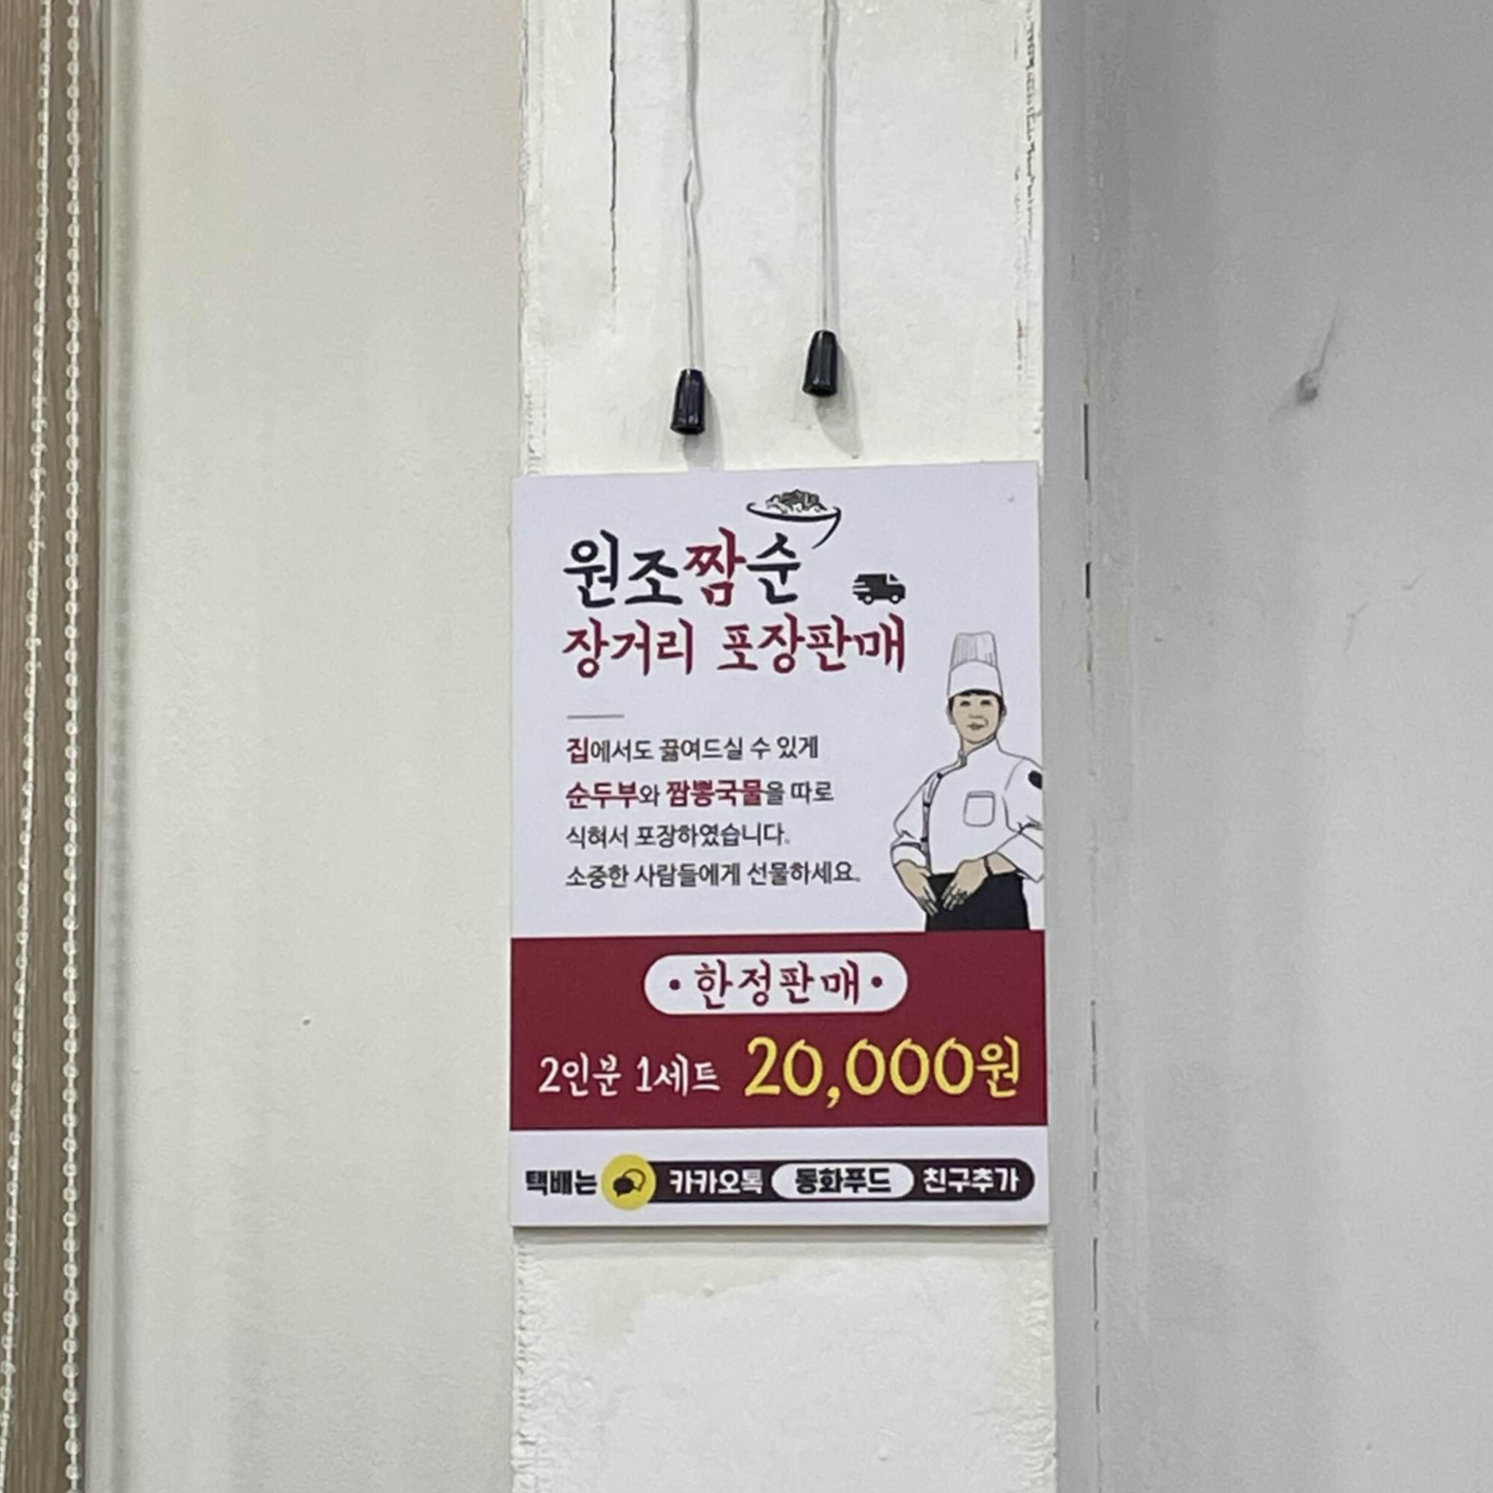 원조짬순
장거리 포장판매
집에서도 끓여드실 수 있게
순두부와 짬뽕국물을 따로
식혀서 포장하였습니다.
소중한 사람들에게 선물하세요.
·한정판매·
2인분 1세트 20,000원
택배는 카카오톡 동화푸드 친구추가